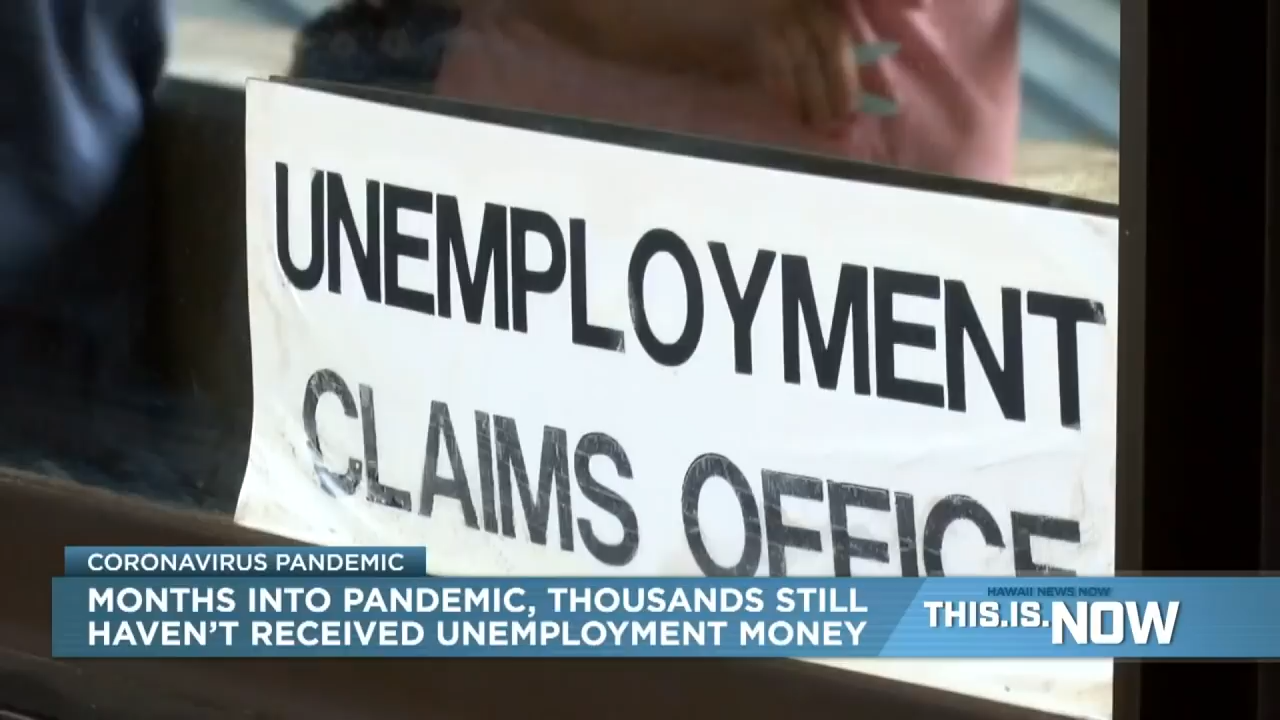 UNEMPLOYMENT
CLAIMS OFFICE
CORONAVIRUS PANDEMIC
MONTHS INTO PANDEMIC, THOUSANDS STILL
HAVEN'T RECEIVED UNEMPLOYMENT MONEY
HAWAII NEWS NOW
THIS.IS.NOW